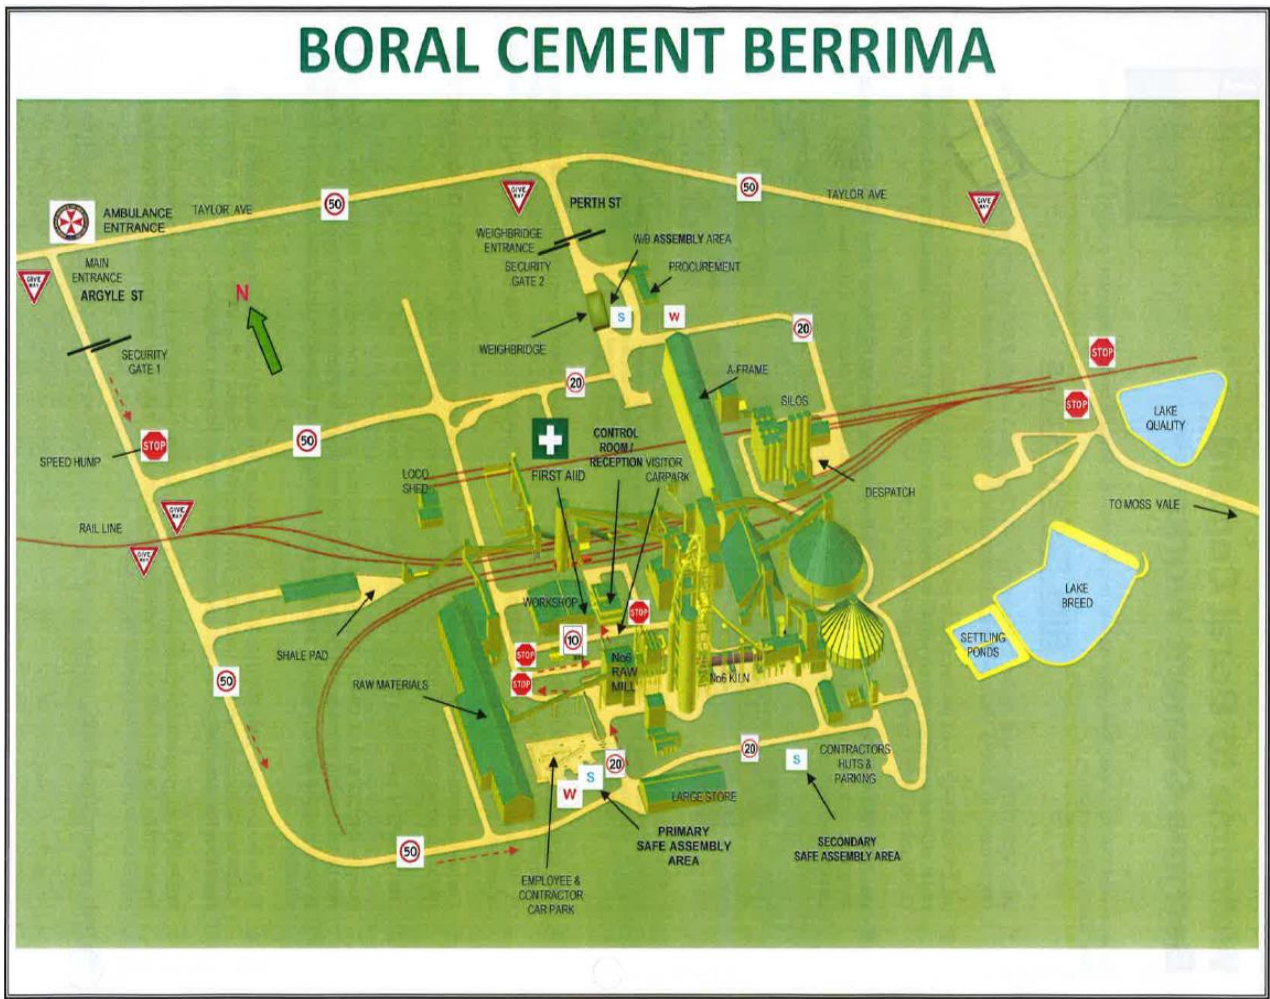 BORAL CEMENT BERRIMA
AMBULANCE
ENTRANCE
TAYLOR AVE
50
GIVE
WAY
PERTH ST
50
TAYLOR AVE
GIVE
WAY
WEIGHBRIDGE
ENTRANCE
W/B ASSEMBLY AREA
SECURITY
GATE 2
PROCUREMENT
MAIN
ENTRANCE
GIVE
WAY
ARGYLE ST
N
S
W
20
SECURITY
GATE 1
WEIGHBRIDGE
STOP
A-FRAME
20
SILOS
STOP
LAKE
QUALITY
STOP
SPEED HUMP
50
CONTROL
ROOM /
RECEPTION
VISITOR
CARPARK
FIRST AIID
LOCO
SHED
DESPATCH
TO MOSS VALE
GIVE
WAY
RAIL LINE
GIVE
WAY
LAKE
BREED
WORKSHOP
STOP
10
SETTLING
PONDS
SHALE PAD
STOP
No6
RAW
MILL
No6 KILN
50
RAW MATERIALS
STOP
20
S
CONTRACTORS
HUTS &
PARKING
20
S
W
LARGE STORE
PRIMARY
SAFE ASSEMBLY
AREA
SECONDARY
SAFE ASSEMBLY AREA
50
EMPLOYEE &
CONTRACTOR
CAR PARK